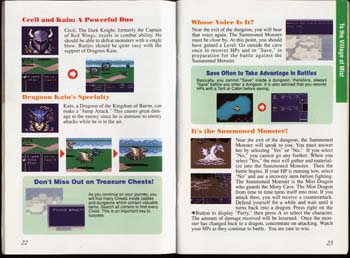 Cecil and Kain: A Powerful Duo
Cecil, The Dark Knight, formerly the Captain
of Red Wings, excels in combat ability. He
should be able to defeat monsters with a single
blow. Battles should be quite easy with the
support of Dragoon Kain.
Dragoon Kain's Specialty
Kain, a Dragoon of the Kingdom of Baron, can
make a "Jump Attack." This causes great dam-
age to the enemy since he is immune to enemy
attacks while he is in the air.
Don't Miss Out on Treasure Chests!
As you continue on your journey, you
will find many Chests inside castles
and dungeons which contain valuable
items. Search all corners to find every
Chest. This is an important key to
success.
22
Whose Voice Is It?
Near the exit of the dungeon, you will hear
that voice again. The Summoned Monster
must be close by. At this point, you should
have gained a Level. Go outside the cave
once to recover HPs and to "Save," in
preparation for the battle against the
Summoned Monster.
Save Often to Take Advantage in Battles
Basically, you cannot "Save" inside a dungeon, therefore, always
"Save" before you enter a dungeon. It is also advised that you recover
HPs with a Tent or Cabin before saving.
It's the Summoned Monster!
Near the exit of the dungeon, the Summoned
Monster will speak to you. You must answer
her by selecting "Yes" or "No." If you select
"No," you cannot go any further. When you
select "Yes," the mist will gather and material-
ize into the Summoned Monster. Then the
battle begins. If your HP is running low, select
"No" and use a recovery item before fighting.
The Summoned Monster is the Mist Dragon
who guards the Misty Cave. The Mist Dragon
from time to time turns itself into mist. If you
attack then, you will receive a counterattack.
Defend yourself for a while and wait until it
turns back into a dragon. Press right on the
✚Button to display "Party," then press A to select the character.
The amount of damage received will be lessened. Once the mon-
ster has changed back to a dragon, concentrate on attacking. Watch
your HPs as they continue to battle. You are sure to win.
23
To the Village of Mist